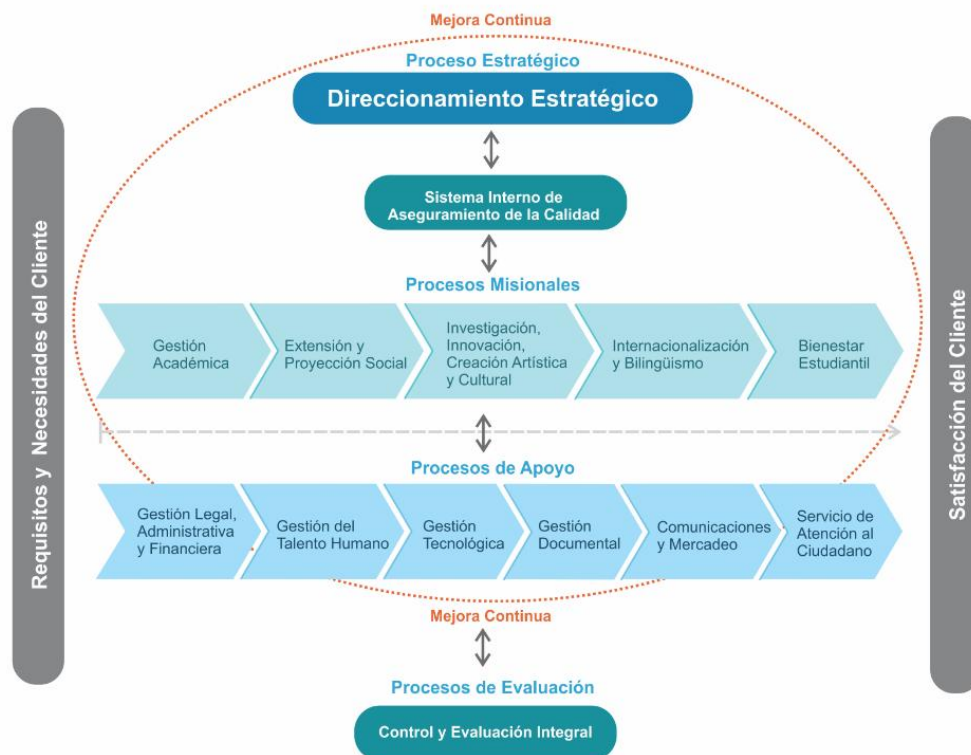 Mejora Continua
Proceso Estratégico
Direccionamiento Estratégico
Sistema Interno de
Aseguramiento de la Calidad
Requisitos y Necesidades del Cliente
Satisfacción del Cliente
Procesos Misionales
Gestión
Académica
Extensión y
Proyección Social
Investigación,
Innovación,
Creación Artística
y Cultural
Internacionalización
y Bilingüismo
Bienestar
Estudiantil
Procesos de Apoyo
Gestión Legal,
Administrativa
y Financiera
Gestión del
Talento Humano
Gestión
Tecnológica
Gestión
Documental
Comunicaciones
y Mercadeo
Servicio de
Atención al
Ciudadano
Mejora Continua
Procesos de Evaluación
Control y Evaluación Integral